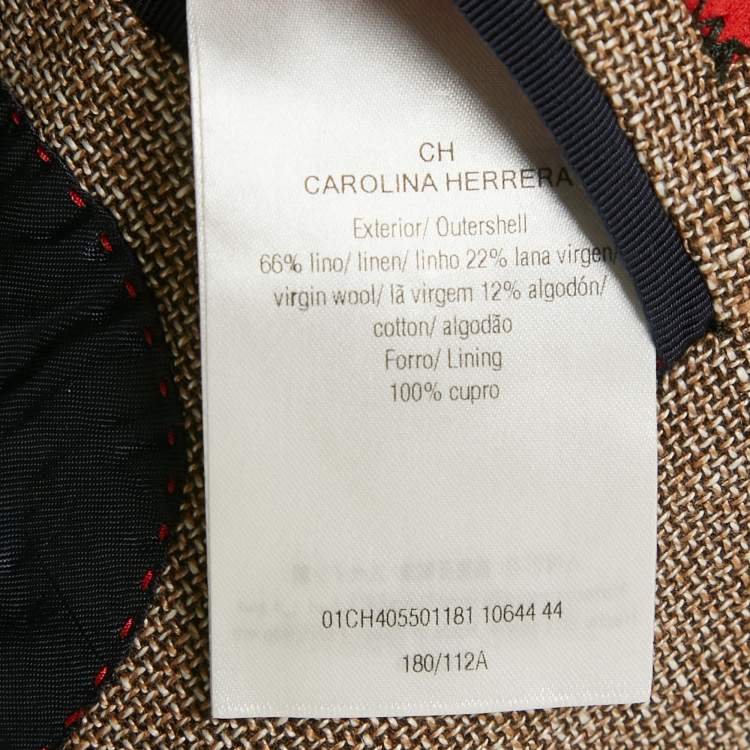 CH
CAROLINA HERRERA
Exterior/ Outershell
66% lino/ linen/ linho 22% lana virgen/
virgin wool/ lã virgem 12% algodón/
cotton/ algodão
Forro/ Lining
100% cupro
01CH405501181 10644 44
180/112A